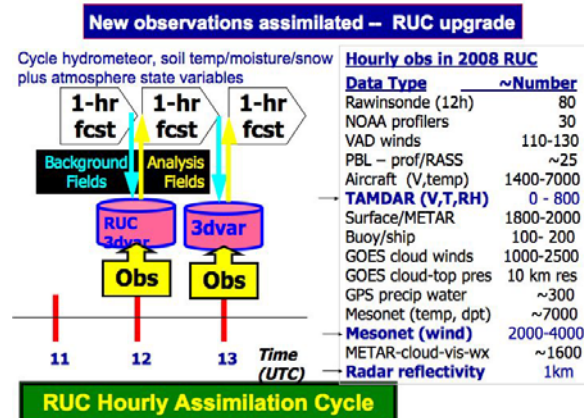 New observations assimilated -- RUC upgrade
Cycle hydrometeor, soil temp/moisture/snow
plus atmosphere state variables
1-hr
fcst
1-hr
fcst
1-hr
fcst
Background
Fields
Analysis
Fields
RUC
3dvar
3dvar
Obs
Obs
11
12
13
Time
(UTC)
RUC Hourly Assimilation Cycle
Hourly obs in 2008 RUC
Data Type ~Number
Rawinsonde (12h) 80
NOAA profilers 30
VAD winds 110-130
PBL – prof/RASS ~25
Aircraft (V,temp) 1400-7000
TAMDAR (V,T,RH) 0 - 800
Surface/METAR 1800-2000
Buoy/ship 100- 200
GOES cloud winds 1000-2500
GOES cloud-top pres 10 km res
GPS precip water ~300
Mesonet (temp, dpt) ~7000
Mesonet (wind) 2000-4000
METAR-cloud-vis-wx ~1600
Radar reflectivity 1km